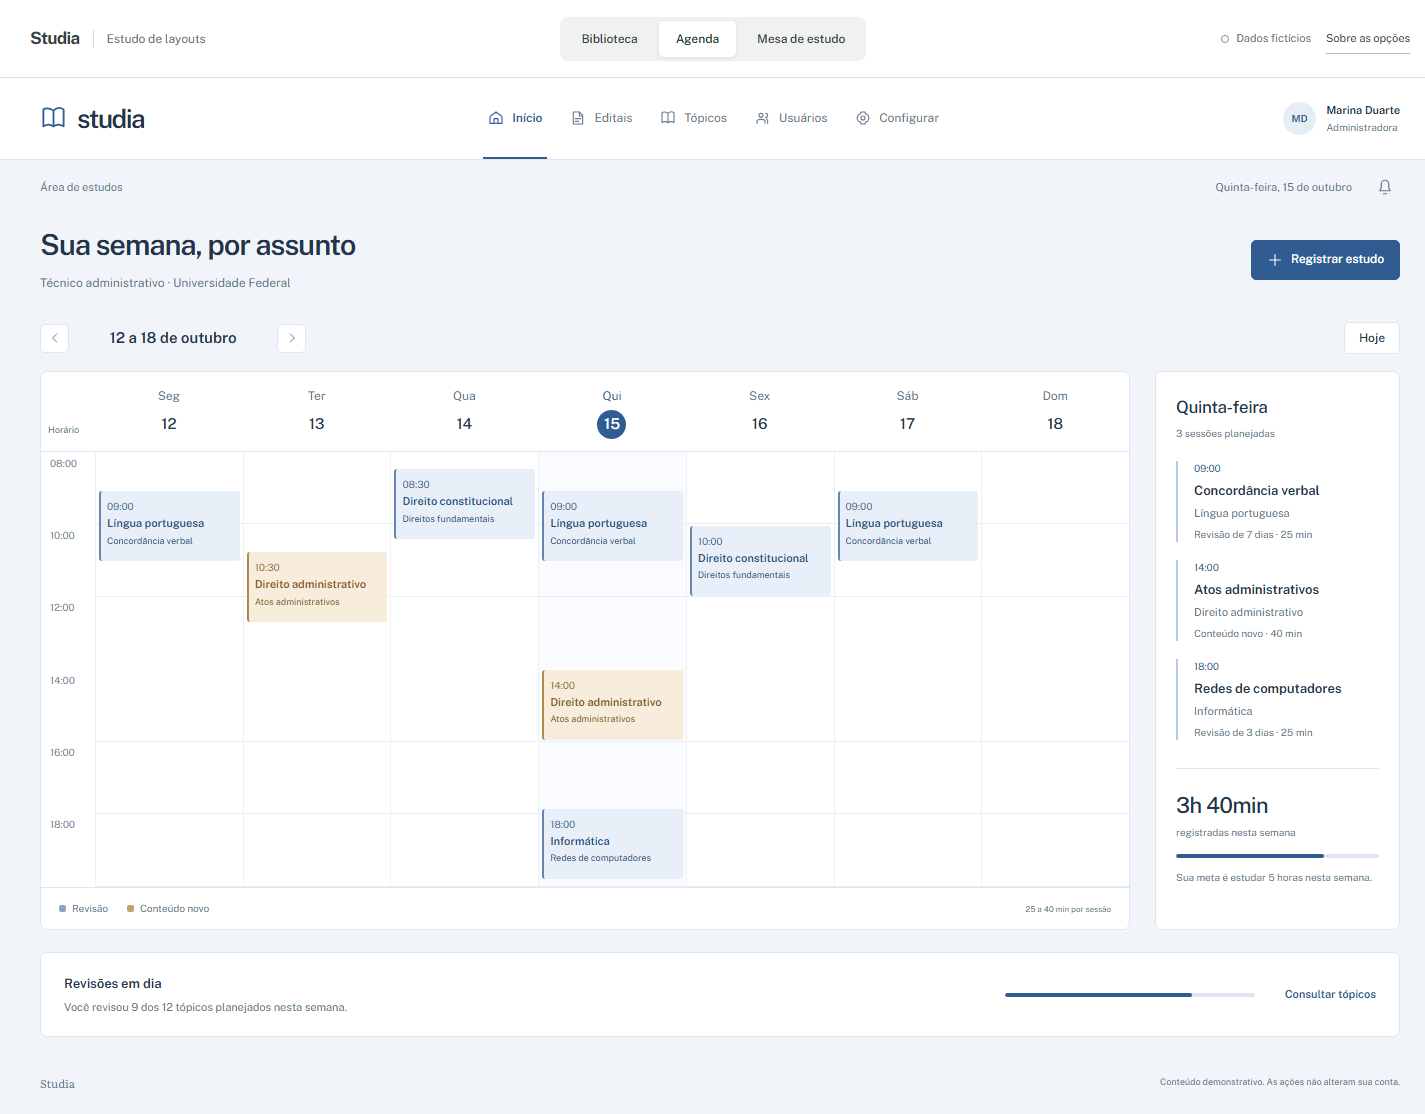 Studia
Estudo de layouts
Biblioteca
Agenda
Mesa de estudo
Dados fictícios
Sobre as opções
studia
Início
Editais
Tópicos
Usuários
Configurar
MD
Marina Duarte
Administradora
Área de estudos
Quinta-feira, 15 de outubro
Sua semana, por assunto
Técnico administrativo · Universidade Federal
Registrar estudo
12 a 18 de outubro
Hoje
Horário
Seg
12
Ter
13
Qua
14
Qui
15
Sex
16
Sáb
17
Dom
18
08:00
10:00
12:00
14:00
16:00
18:00
09:00
Língua portuguesa
Concordância verbal
10:30
Direito administrativo
Atos administrativos
08:30
Direito constitucional
Direitos fundamentais
09:00
Língua portuguesa
Concordância verbal
14:00
Direito administrativo
Atos administrativos
18:00
Informática
Redes de computadores
10:00
Direito constitucional
Direitos fundamentais
09:00
Língua portuguesa
Concordância verbal
Revisão
Conteúdo novo
25 a 40 min por sessão
Quinta-feira
3 sessões planejadas
09:00
Concordância verbal
Língua portuguesa
Revisão de 7 dias · 25 min
14:00
Atos administrativos
Direito administrativo
Conteúdo novo · 40 min
18:00
Redes de computadores
Informática
Revisão de 3 dias · 25 min
3h 40min
registradas nesta semana
Sua meta é estudar 5 horas nesta semana.
Revisões em dia
Você revisou 9 dos 12 tópicos planejados nesta semana.
Consultar tópicos
Studia
Conteúdo demonstrativo. As ações não alteram sua conta.